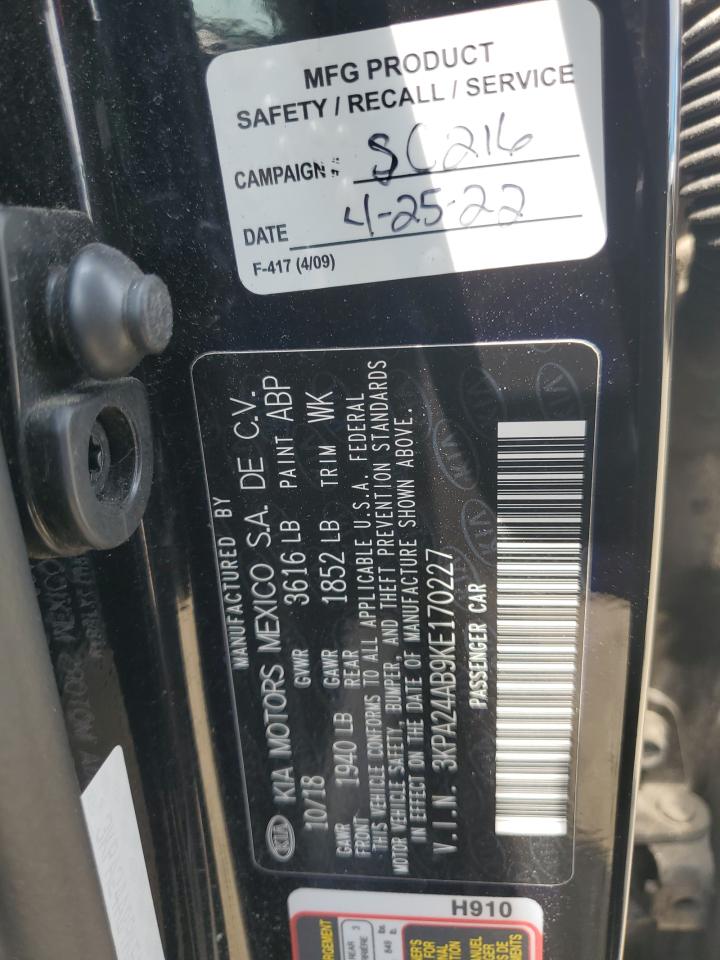 MFG PRODUCT
SAFETY / RECALL / SERVICE
CAMPAIGN # SC216
DATE 4-25-22
F-417 (4/09)
MANUFACTURED BY
KIA KIA MOTORS MEXICO S.A. DE C.V.
10/18 GVWR 3616 LB PAINT ABP
GAWR FRONT 1940 LB GAWR REAR 1852 LB TRIM WK
THIS VEHICLE CONFORMS TO ALL APPLICABLE U.S.A. FEDERAL
MOTOR VEHICLE SAFETY, BUMPER, AND THEFT PREVENTION STANDARDS
IN EFFECT ON THE DATE OF MANUFACTURE SHOWN ABOVE.
V.I.N. 3KPA24AB9KE170227
PASSENGER CAR
H910
REAR 3